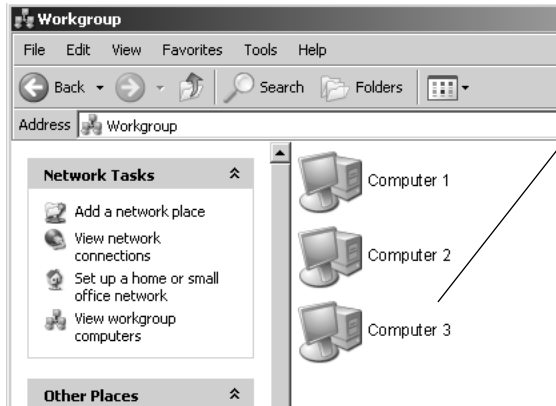 Workgroup
File Edit View Favorites Tools Help
Back Search Folders
Address Workgroup
Network Tasks
Add a network place
View network
connections
Set up a home or small
office network
View workgroup
computers
Other Places
Computer 1
Computer 2
Computer 3